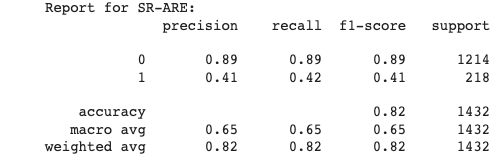 Report for SR-ARE:
precision recall f1-score support
0 0.89 0.89 0.89 1214
1 0.41 0.42 0.41 218
accuracy 0.82 1432
macro avg 0.65 0.65 0.65 1432
weighted avg 0.82 0.82 0.82 1432